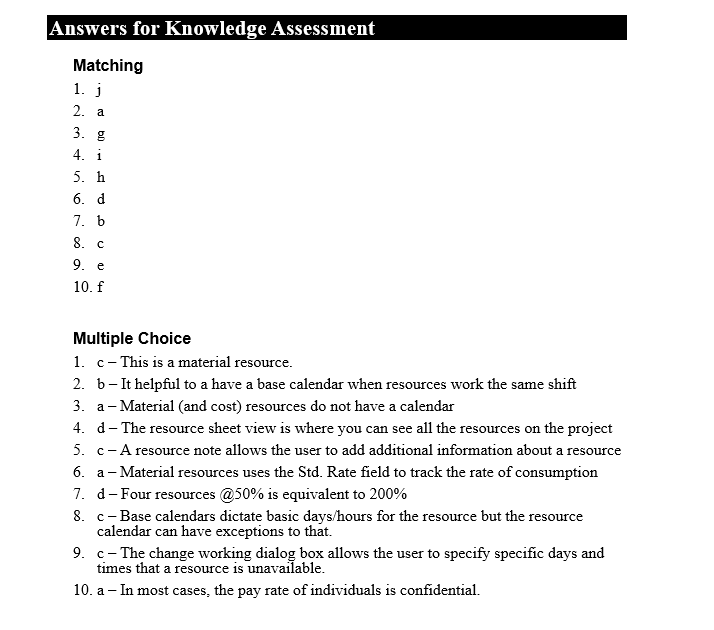 Answers for Knowledge Assessment
Matching
1. j
2. a
3. g
4. i
5. h
6. d
7. b
8. c
9. e
10. f
Multiple Choice
1. c – This is a material resource.
2. b – It helpful to a have a base calendar when resources work the same shift
3. a – Material (and cost) resources do not have a calendar
4. d – The resource sheet view is where you can see all the resources on the project
5. c – A resource note allows the user to add additional information about a resource
6. a – Material resources uses the Std. Rate field to track the rate of consumption
7. d – Four resources @50% is equivalent to 200%
8. c – Base calendars dictate basic days/hours for the resource but the resource
calendar can have exceptions to that.
9. c – The change working dialog box allows the user to specify specific days and
times that a resource is unavailable.
10. a – In most cases, the pay rate of individuals is confidential.